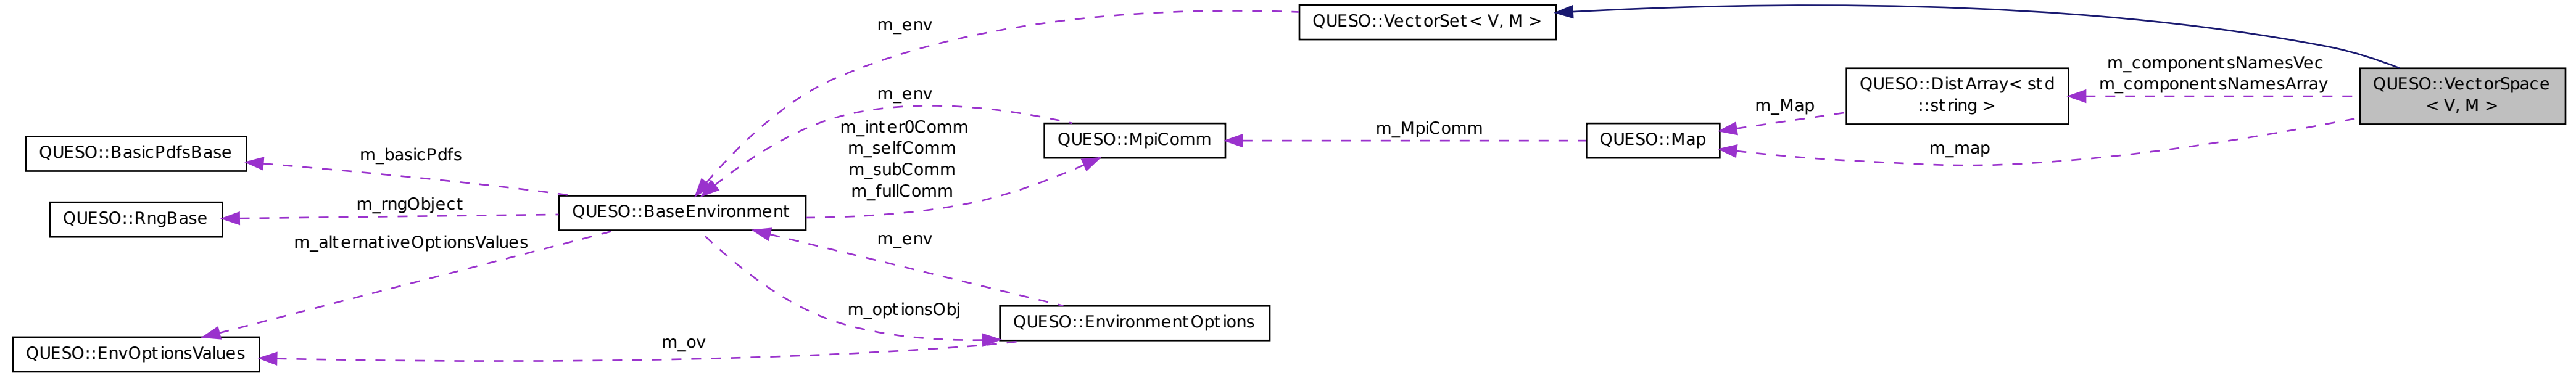 m_env
QUESO::VectorSet< V, M >
m_componentsNamesVec
m_componentsNamesArray
QUESO::VectorSpace
< V, M >
QUESO::DistArray< std
::string >
m_Map
m_env
m_inter0Comm
m_selfComm
m_subComm
m_fullComm
QUESO::MpiComm
m_MpiComm
QUESO::Map
m_map
QUESO::BasicPdfsBase
m_basicPdfs
QUESO::RngBase
m_rngObject
QUESO::BaseEnvironment
m_alternativeOptionsValues
m_env
m_optionsObj
QUESO::EnvironmentOptions
m_ov
QUESO::EnvOptionsValues